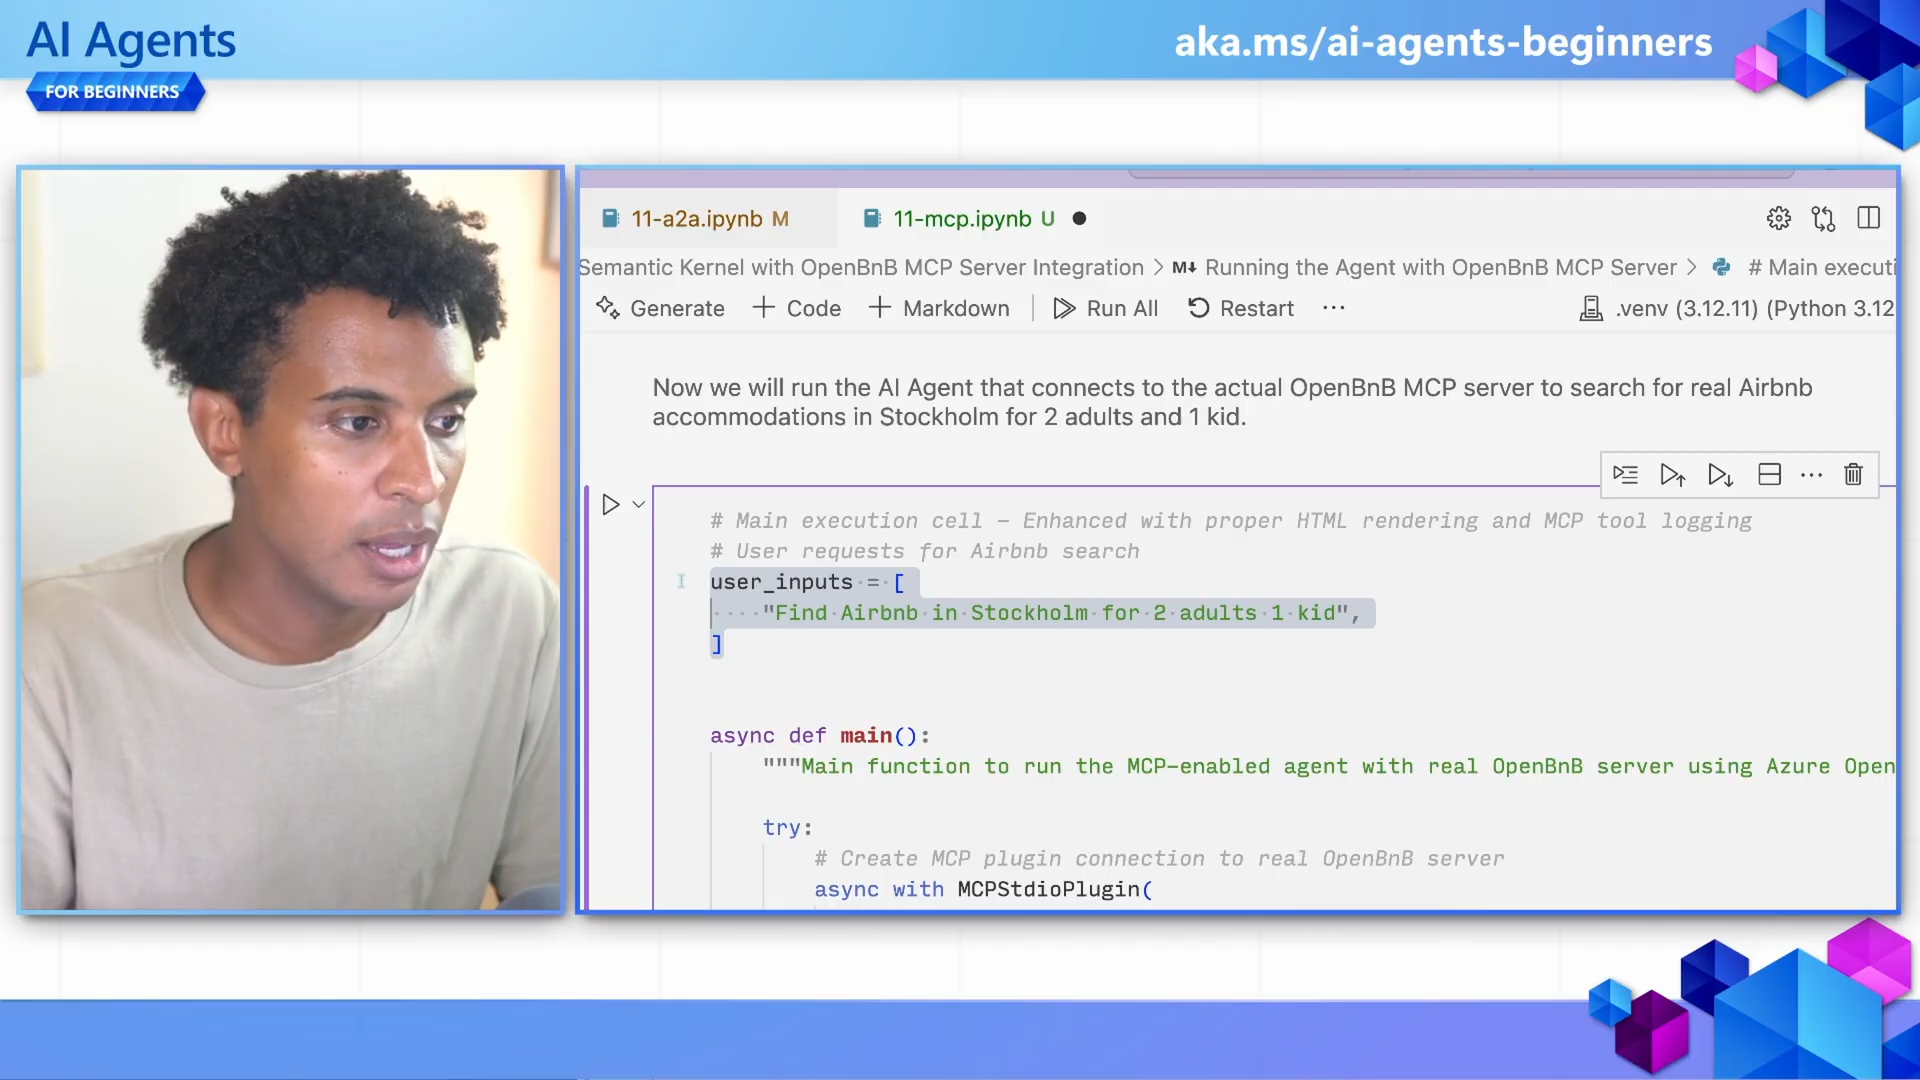 AI Agents
FOR BEGINNERS
aka.ms/ai-agents-beginners
11-a2a.ipynb M
11-mcp.ipynb U
Semantic Kernel with OpenBnB MCP Server Integration > M↓ Running the Agent with OpenBnB MCP Server > # Main executi
Generate + Code + Markdown Run All Restart ...
.venv (3.12.11) (Python 3.12
Now we will run the AI Agent that connects to the actual OpenBnB MCP server to search for real Airbnb
accommodations in Stockholm for 2 adults and 1 kid.
# Main execution cell – Enhanced with proper HTML rendering and MCP tool logging
# User requests for Airbnb search
user_inputs = [
"Find Airbnb in Stockholm for 2 adults 1 kid",
]
async def main():
"""Main function to run the MCP-enabled agent with real OpenBnB server using Azure Open
try:
# Create MCP plugin connection to real OpenBnB server
async with MCPStdioPlugin(